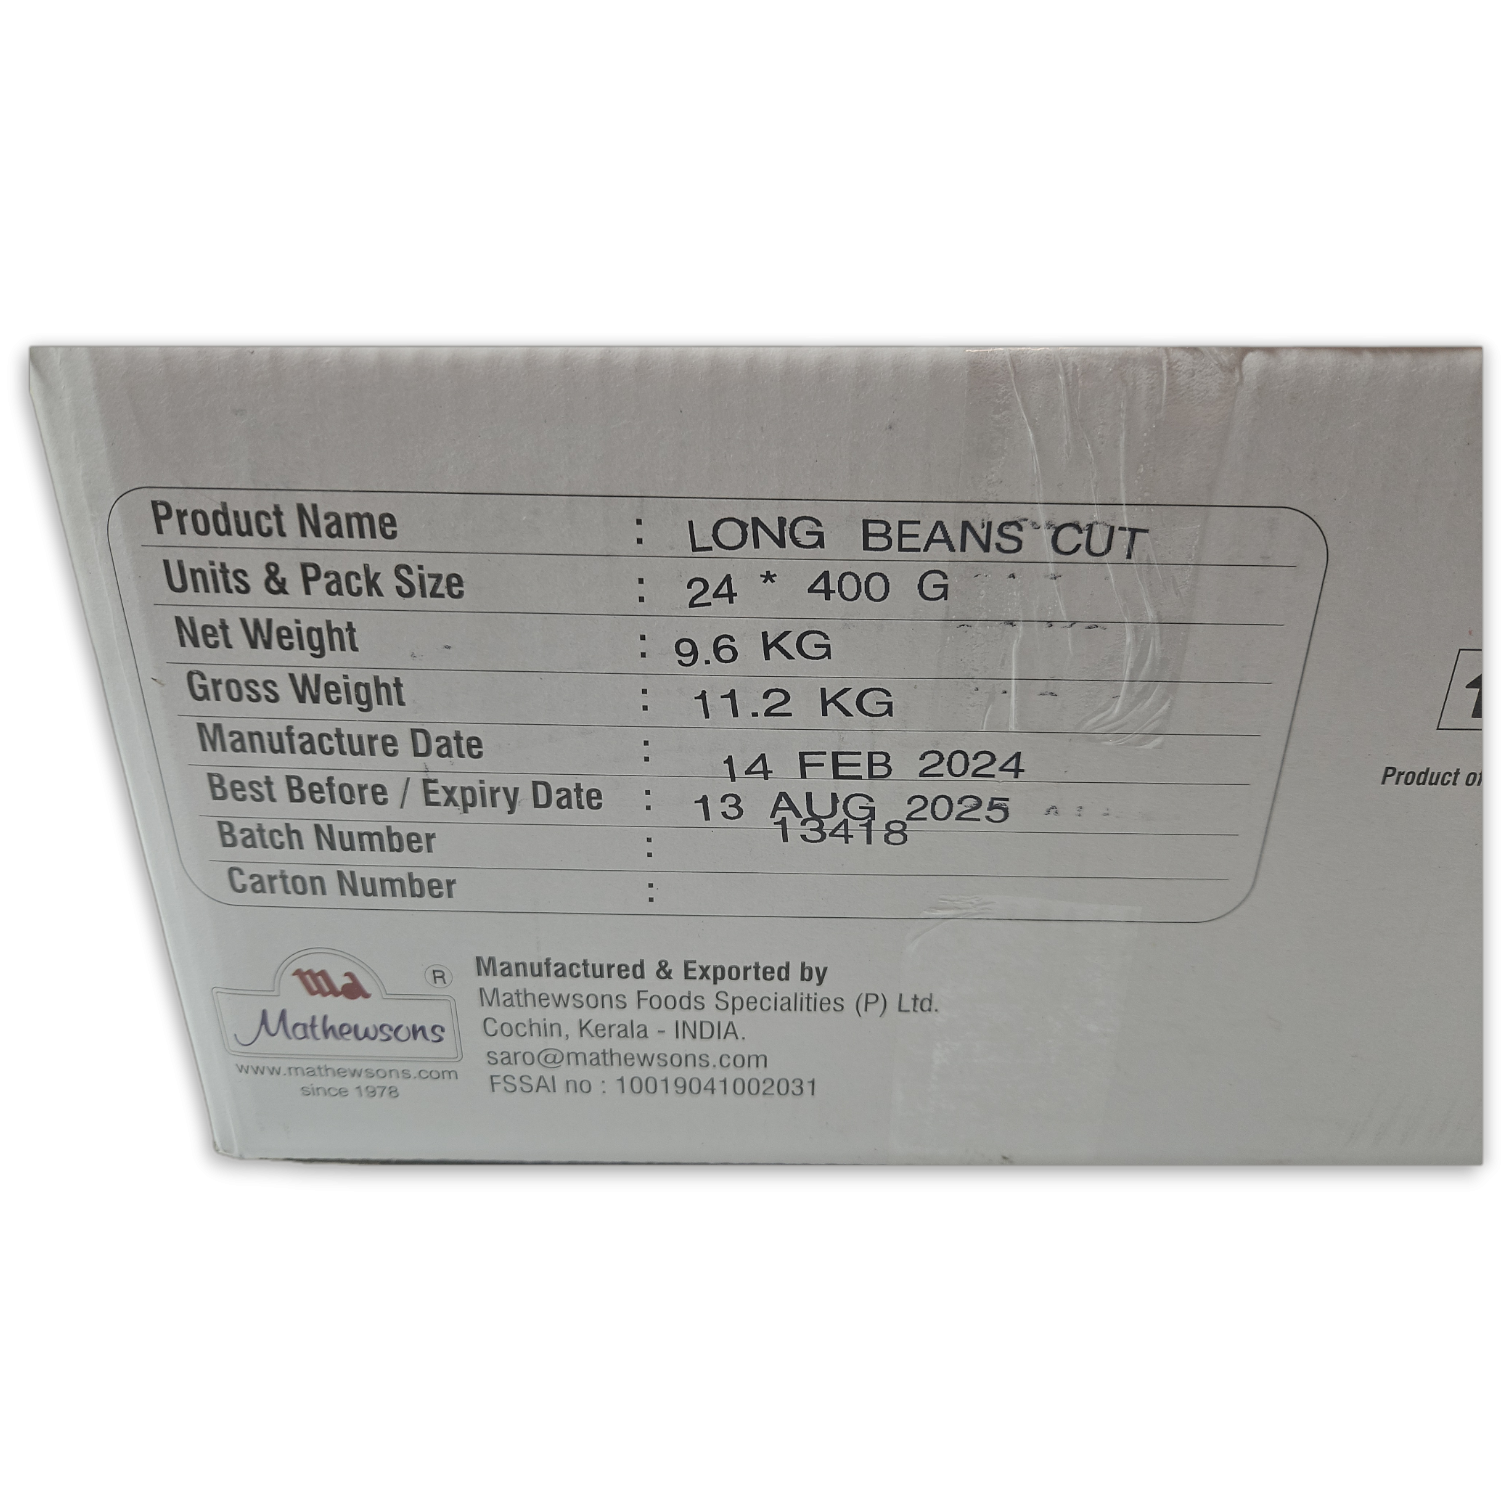 Product Name : LONG BEANS CUT
Units & Pack Size : 24 * 400 G
Net Weight : 9.6 KG
Gross Weight : 11.2 KG
Manufacture Date : 14 FEB 2024
Best Before / Expiry Date : 13 AUG 2025
Batch Number : 13418
Carton Number :
Product of
ma ®
Mathewsons
www.mathewsons.com
since 1978
Manufactured & Exported by
Mathewsons Foods Specialities (P) Ltd.
Cochin, Kerala - INDIA.
saro@mathewsons.com
FSSAI no : 10019041002031